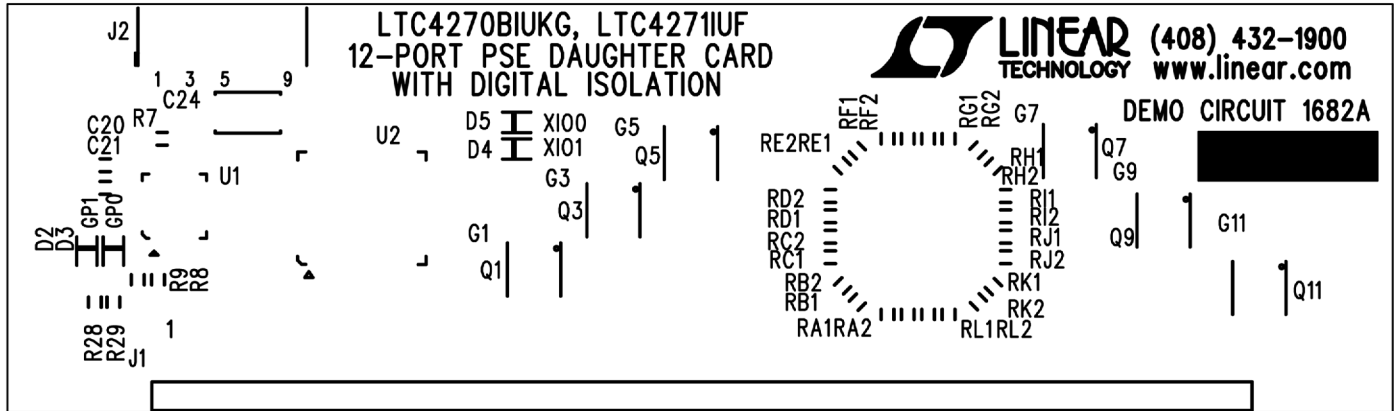 J2
LTC4270BIUKG, LTC4271IUF
12-PORT PSE DAUGHTER CARD
WITH DIGITAL ISOLATION
LINEAR
TECHNOLOGY
(408) 432-1900
www.linear.com
DEMO CIRCUIT 1682A
1 3 5 9
C24
R7
C20
C21
U1
U2
D5 XIO0
D4 XIO1
G5
Q5
G3
Q3
G1
Q1
GP1
GP0
D2
D3
R9
R8
R28
R29
1
J1
RF1
RF2
RG1
RG2
RE2RE1
RH1
RH2
RD2
RD1
RC2
RC1
RB2
RB1
RA1RA2
RI1
RI2
RJ1
RJ2
RK1
RK2
RL1RL2
G7
Q7
G9
Q9
G11
Q11